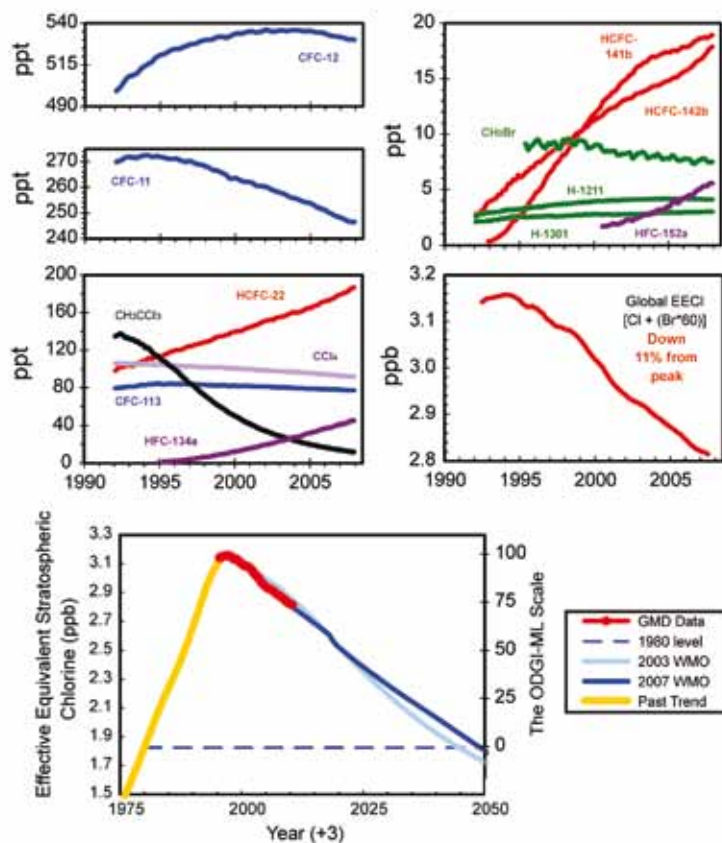 540
515
490
ppt
CFC-12
270
260
250
240
ppt
CFC-11
200
160
120
80
40
0
ppt
CH₃CCl₃
HCFC-22
CCl₄
CFC-113
HFC-134a
1990
1995
2000
2005
20
15
10
5
0
ppt
HCFC-
141b
HCFC-142b
CH₃Br
H-1211
H-1301
HFC-152a
3.2
3.1
3.0
2.9
2.8
ppb
Global EECl
[Cl + (Br*60)]
Down
11% from
peak
1990
1995
2000
2005
Effective Equivalent Stratospheric
Chlorine (ppb)
3.3
3.1
2.9
2.7
2.5
2.3
2.1
1.9
1.7
1.5
100
75
50
25
0
The ODGI-ML Scale
1975
2000
2025
2050
Year (+3)
GMD Data
1980 level
2003 WMO
2007 WMO
Past Trend